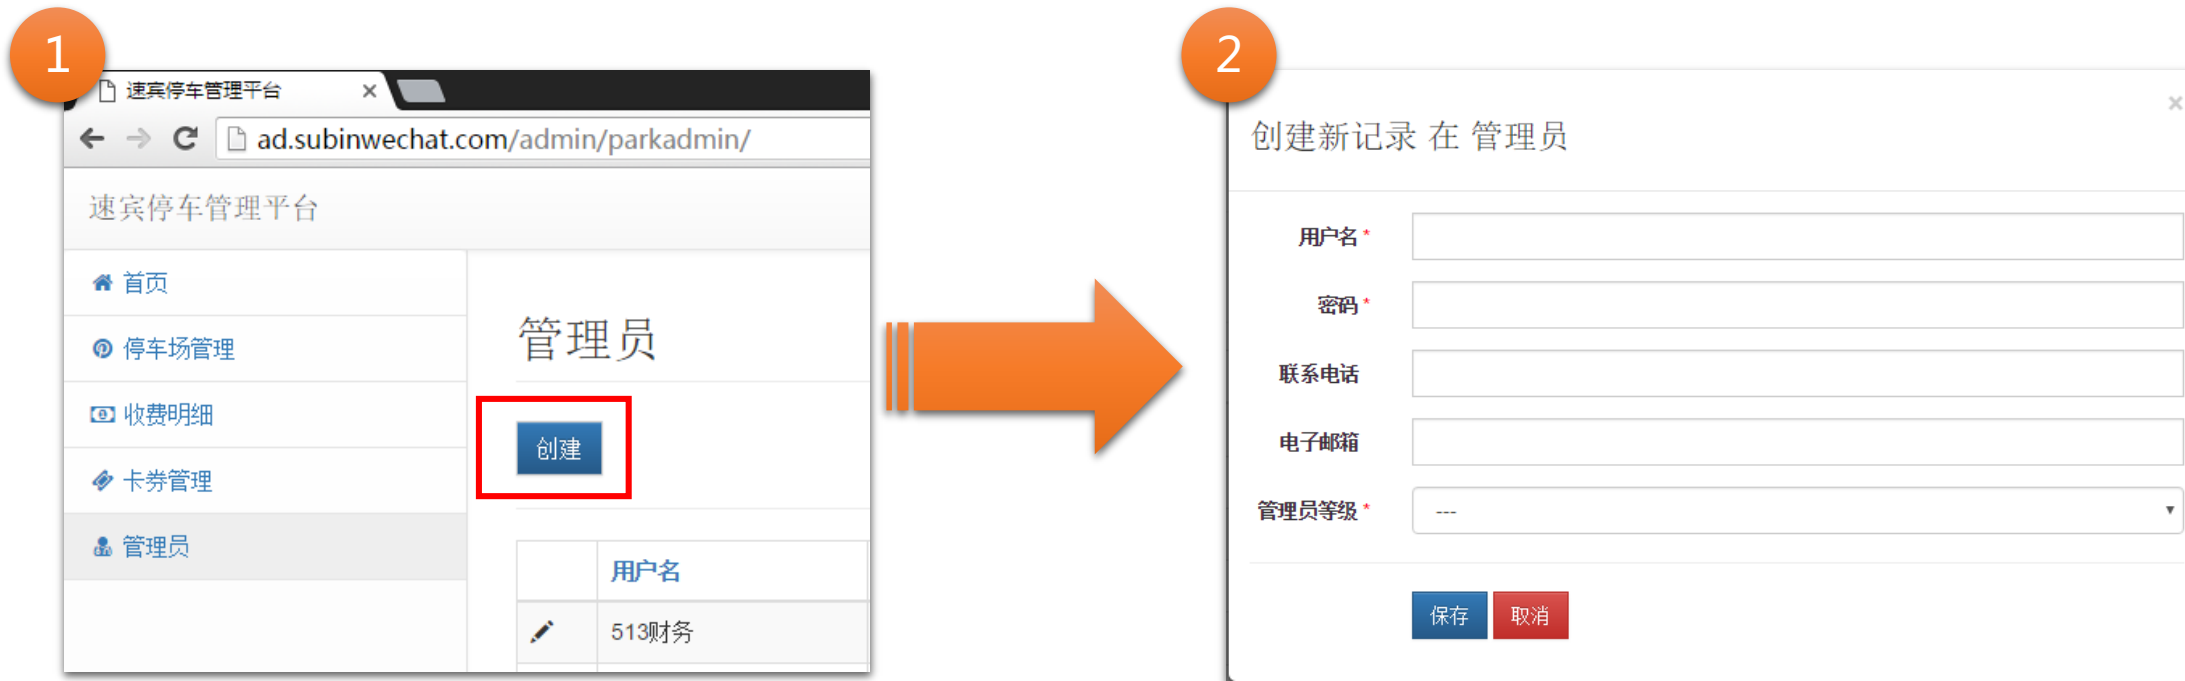 1
速宾停车管理平台
ad.subinwechat.com/admin/parkadmin/
速宾停车管理平台
首页
停车场管理
收费明细
卡券管理
管理员
管理员
创建
用户名
513财务
2
创建新记录 在 管理员
用户名 *
密码 *
联系电话
电子邮箱
管理员等级 *
---
保存 取消